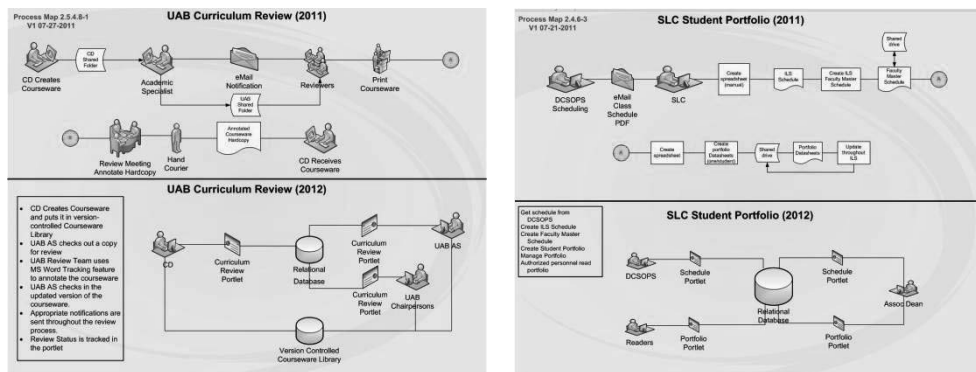 Process Map 2.5.4.8-1
V1 07-27-2011
UAB Curriculum Review (2011)
CD Creates
Courseware
CD
Shared
Folder
Academic
Specialist
eMail
Notification
UAB
Shared
Folder
Reviewers
Print
Courseware
Review Meeting
Annotate Hardcopy
Hand
Courier
Annotated
Courseware
Hardcopy
CD Receives
Courseware
UAB Curriculum Review (2012)
• CD Creates Courseware
and puts it in version-
controlled Courseware
Library
• UAB AS checks out a copy
for review
• UAB Review Team uses
MS Word Tracking feature
to annotate the courseware
• UAB AS checks in the
updated version of the
courseware.
• Appropriate notifications are
sent throughout the review
process.
• Review Status is tracked in
the portlet
CD
Curriculum
Review
Portlet
Relational
Database
Curriculum
Review Portlet
UAB AS
Curriculum
Review
Portlet
UAB
Chairpersons
Version Controlled
Courseware Library
Process Map 2.4.6-3
V1 07-21-2011
SLC Student Portfolio (2011)
DCSOPS
Scheduling
eMail
Class
Schedule
PDF
SLC
Create
spreadsheet
(manual)
ILS
Schedule
Create ILS
Faculty Master
Schedule
Shared
drive
Faculty
Master
Schedule
Create
spreadsheet
Create
portfolio
Datasheets
(one/student)
Shared
drive
Portfolio
Datasheets
Update
throughout
ILS
SLC Student Portfolio (2012)
Get schedule from
DCSOPS
Create ILS Schedule
Create Faculty Master
Schedule
Create Student Portfolio
Manage Portfolio
Authorized personnel read
portfolio
DCSOPS
Schedule Portlet
Relational
Database
Schedule
Portlet
Assoc Dean
Readers
Portfolio
Portlet
Portfolio
Portlet